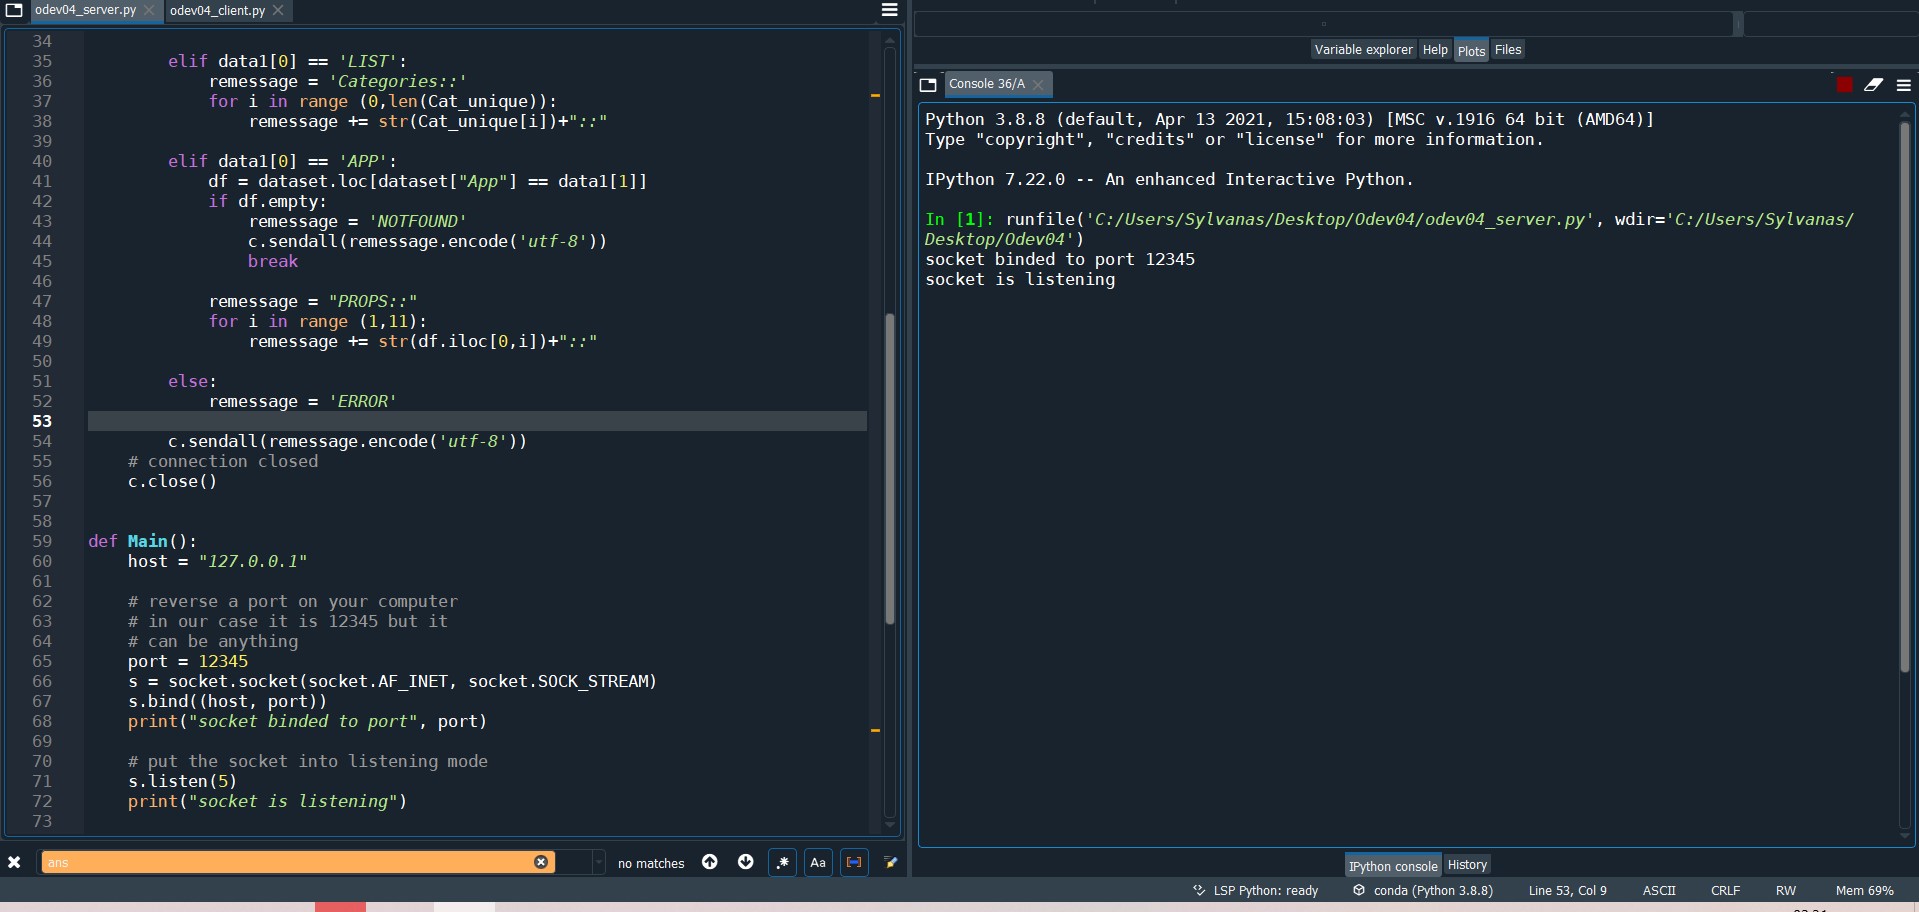 odev04_server.py odev04_client.py
34
35 elif data1[0] == 'LIST':
36 remessage = 'Categories::'
37 for i in range (0,len(Cat_unique)):
38 remessage += str(Cat_unique[i])+"::"
39
40 elif data1[0] == 'APP':
41 df = dataset.loc[dataset["App"] == data1[1]]
42 if df.empty:
43 remessage = 'NOTFOUND'
44 c.sendall(remessage.encode('utf-8'))
45 break
46
47 remessage = "PROPS::"
48 for i in range (1,11):
49 remessage += str(df.iloc[0,i])+"::"
50
51 else:
52 remessage = 'ERROR'
53
54 c.sendall(remessage.encode('utf-8'))
55 # connection closed
56 c.close()
57
58
59 def Main():
60 host = "127.0.0.1"
61
62 # reverse a port on your computer
63 # in our case it is 12345 but it
64 # can be anything
65 port = 12345
66 s = socket.socket(socket.AF_INET, socket.SOCK_STREAM)
67 s.bind((host, port))
68 print("socket binded to port", port)
69
70 # put the socket into listening mode
71 s.listen(5)
72 print("socket is listening")
73
ans no matches .* Aa
Variable explorer Help Plots Files
Console 36/A
Python 3.8.8 (default, Apr 13 2021, 15:08:03) [MSC v.1916 64 bit (AMD64)]
Type "copyright", "credits" or "license" for more information.
IPython 7.22.0 -- An enhanced Interactive Python.
In [1]: runfile('C:/Users/Sylvanas/Desktop/Odev04/odev04_server.py', wdir='C:/Users/Sylvanas/
Desktop/Odev04')
socket binded to port 12345
socket is listening
IPython console History
LSP Python: ready conda (Python 3.8.8) Line 53, Col 9 ASCII CRLF RW Mem 69%